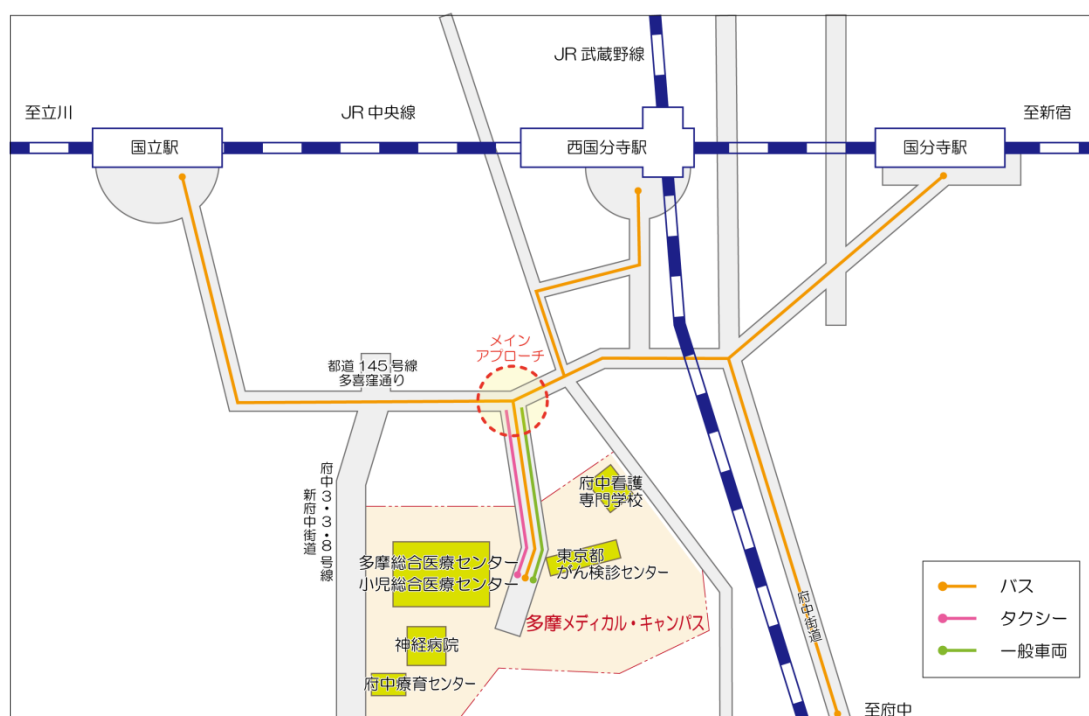 JR 武蔵野線
至立川
JR 中央線
至新宿
国立駅
西国分寺駅
国分寺駅
メイン
アプローチ
都道 145 号線
多喜窪通り
府中3・3・8号線
新府中街道
府中看護
専門学校
多摩総合医療センター
小児総合医療センター
東京都
がん検診センター
多摩メディカル・キャンパス
神経病院
府中療育センター
府中街道
至府中
バス
タクシー
一般車両